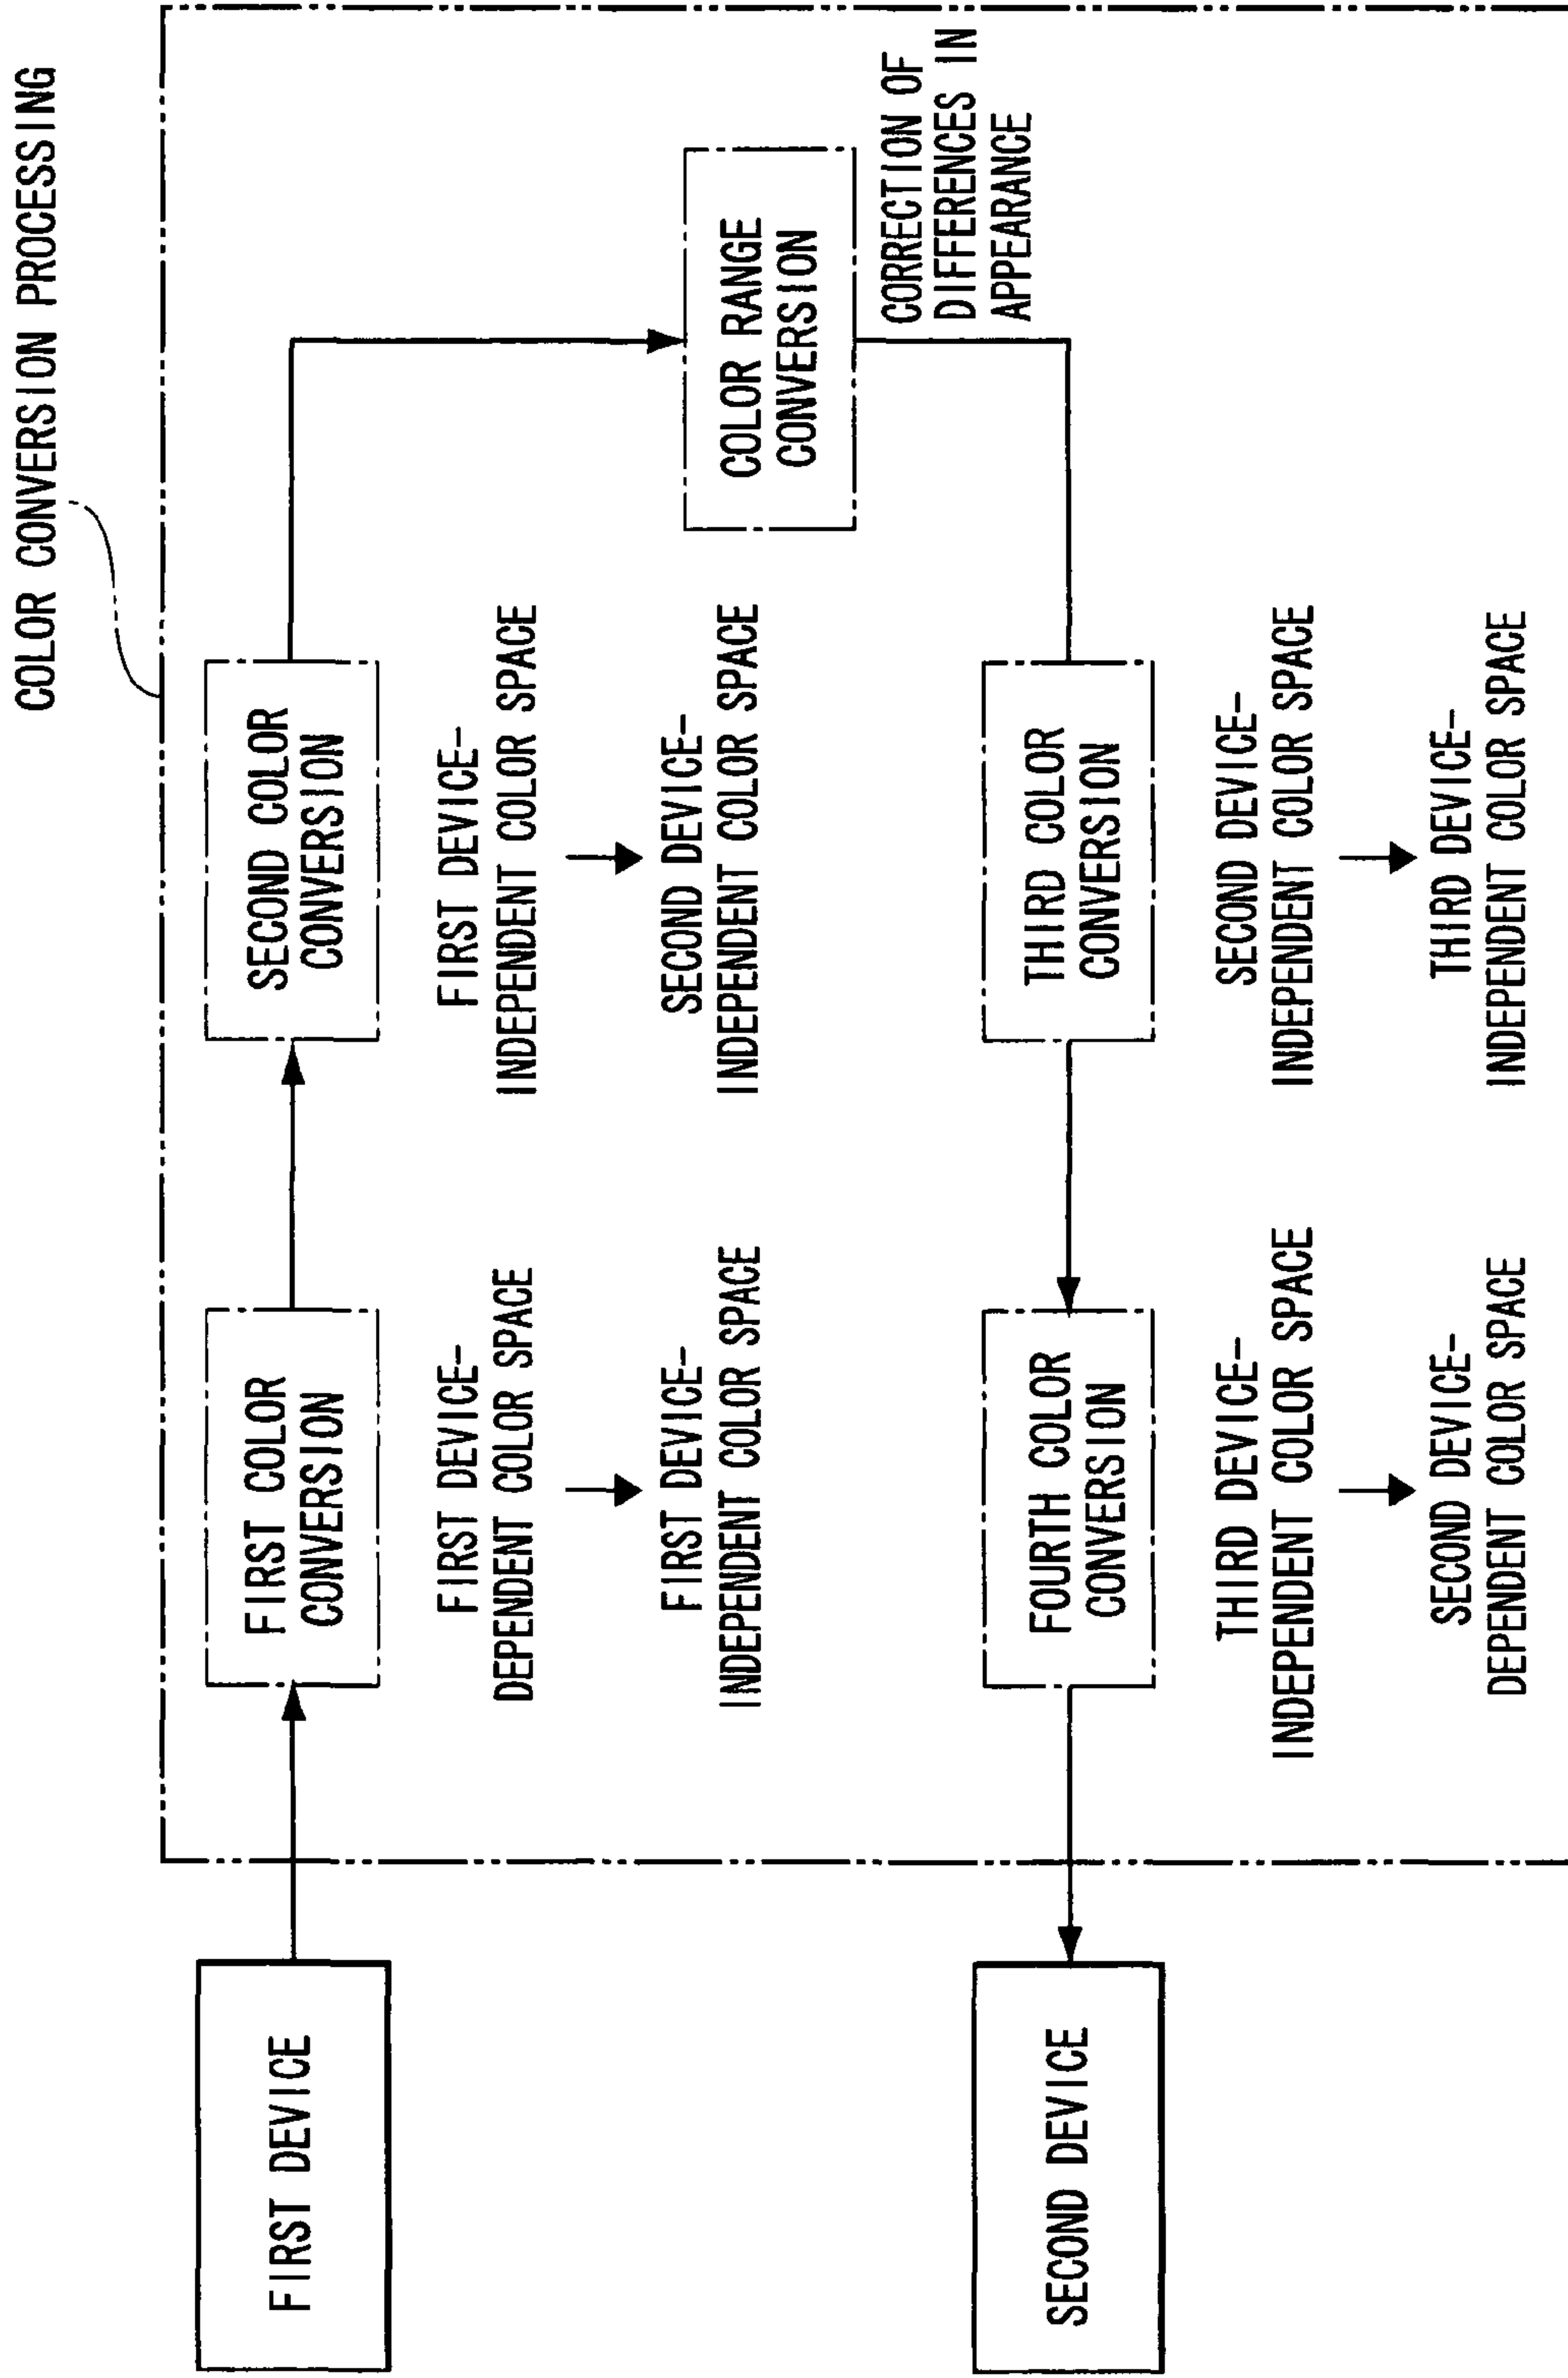 COLOR CONVERSION PROCESSING
FIRST DEVICE
FIRST COLOR
CONVERSION
FIRST DEVICE-
DEPENDENT COLOR SPACE
FIRST DEVICE-
INDEPENDENT COLOR SPACE
SECOND COLOR
CONVERSION
FIRST DEVICE-
INDEPENDENT COLOR SPACE
SECOND DEVICE-
INDEPENDENT COLOR SPACE
COLOR RANGE
CONVERSION
CORRECTION OF
DIFFERENCES IN
APPEARANCE
THIRD COLOR
CONVERSION
SECOND DEVICE-
INDEPENDENT COLOR SPACE
THIRD DEVICE-
INDEPENDENT COLOR SPACE
FOURTH COLOR
CONVERSION
THIRD DEVICE-
INDEPENDENT COLOR SPACE
SECOND DEVICE-
DEPENDENT COLOR SPACE
SECOND DEVICE